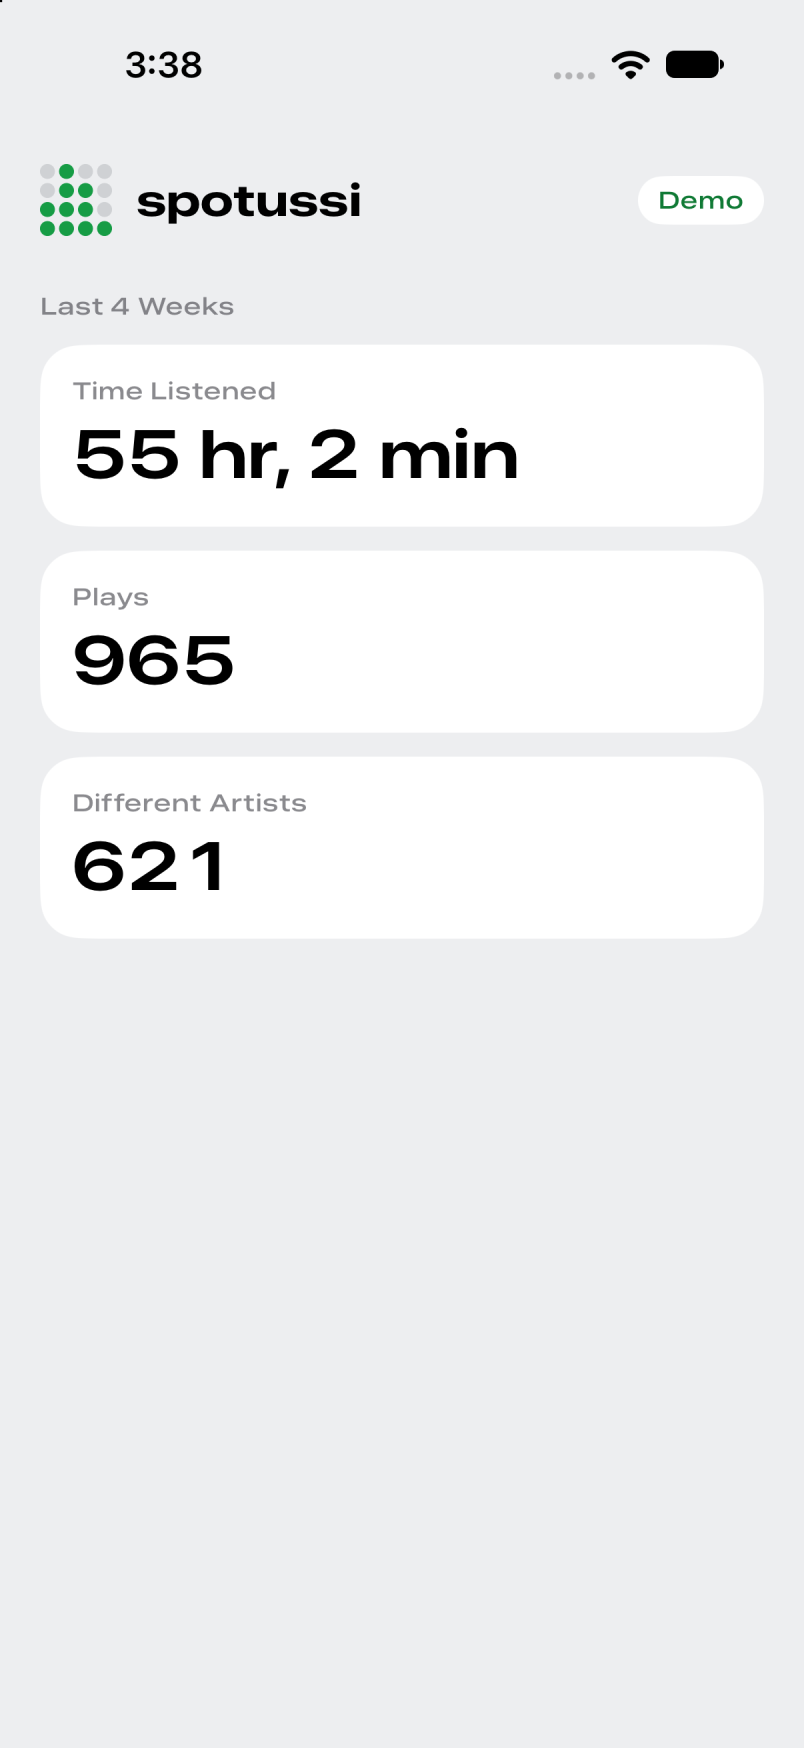 3:38
spotussi
Demo
Last 4 Weeks
Time Listened
55 hr, 2 min
Plays
965
Different Artists
621